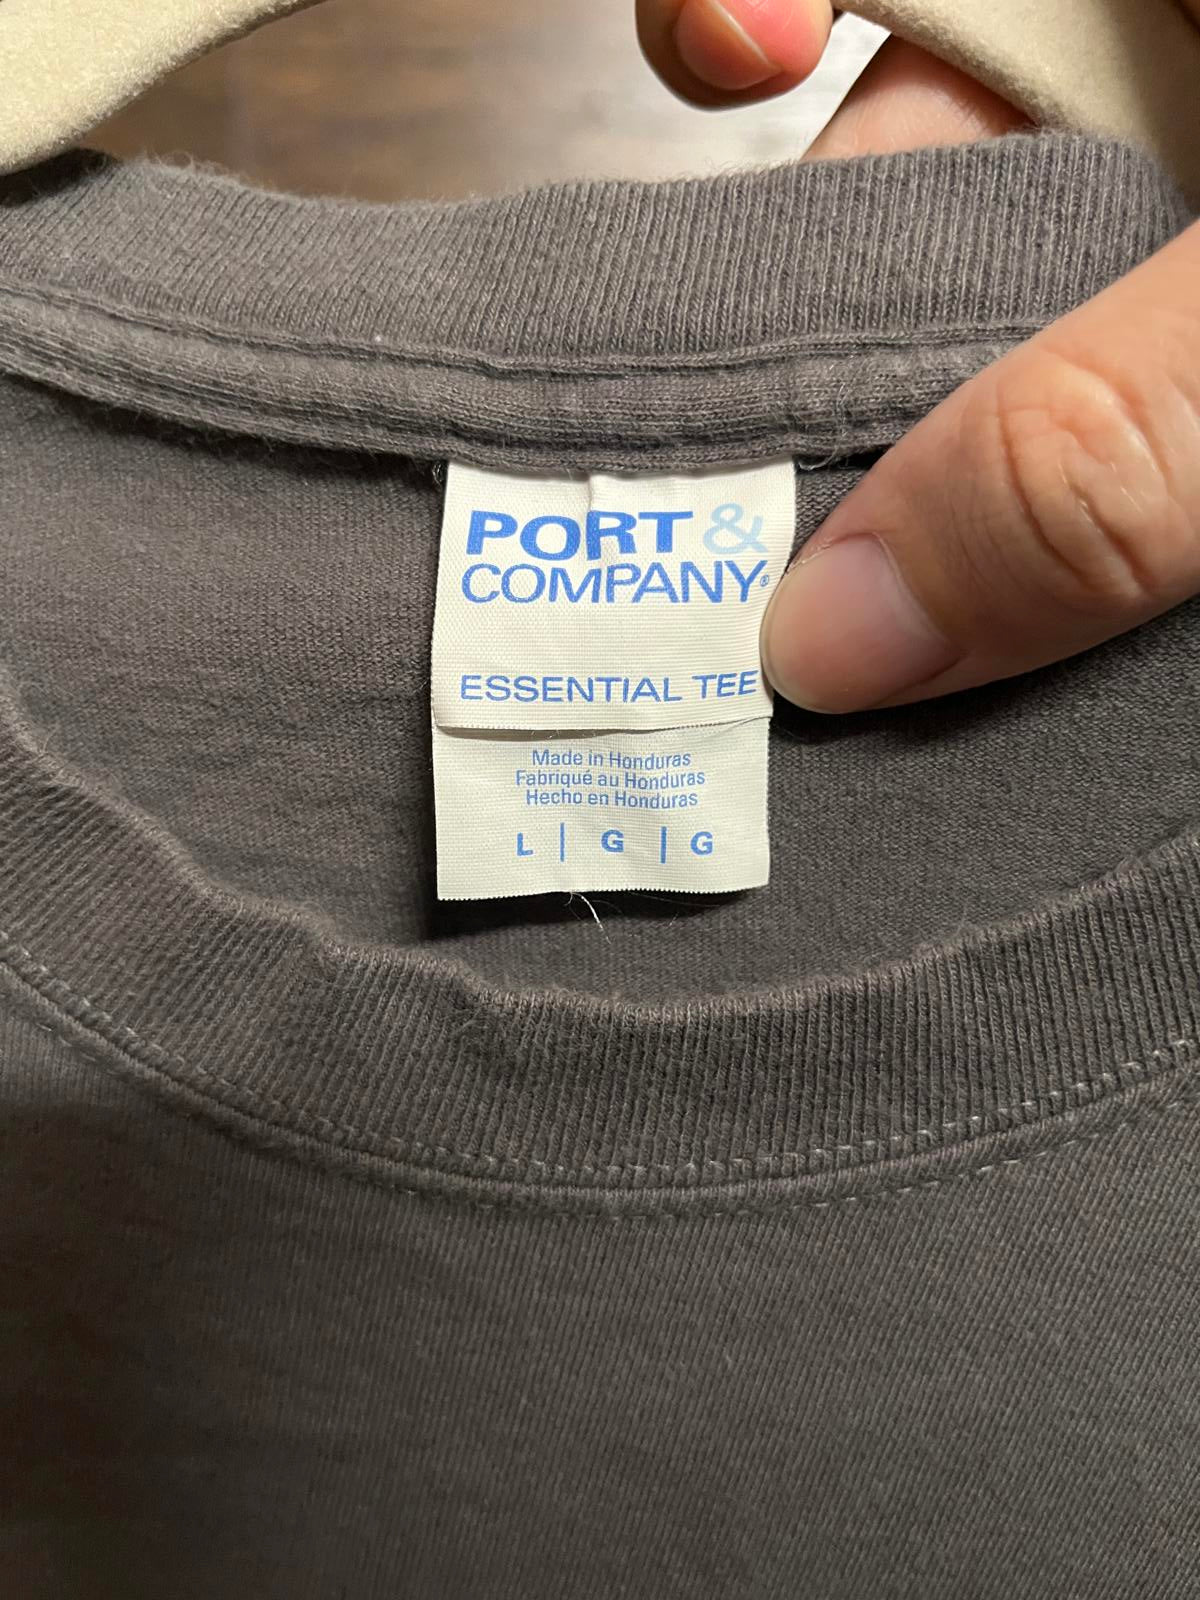 PORT &
COMPANY®
ESSENTIAL TEE
Made in Honduras
Fabriqué au Honduras
Hecho en Honduras
L | G | G